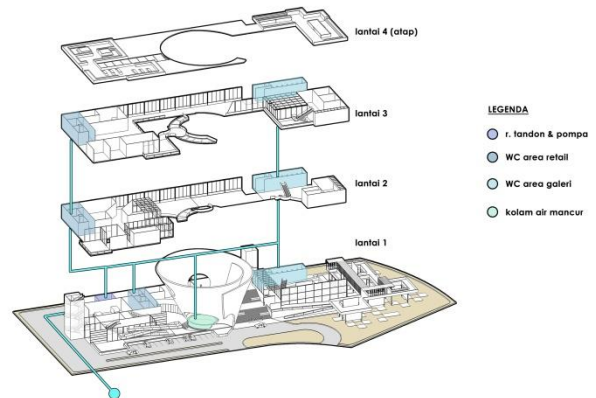 lantai 4 (atap)
lantai 3
lantai 2
lantai 1
LEGENDA
r. tandon & pompa
WC area retail
WC area galeri
kolam air mancur